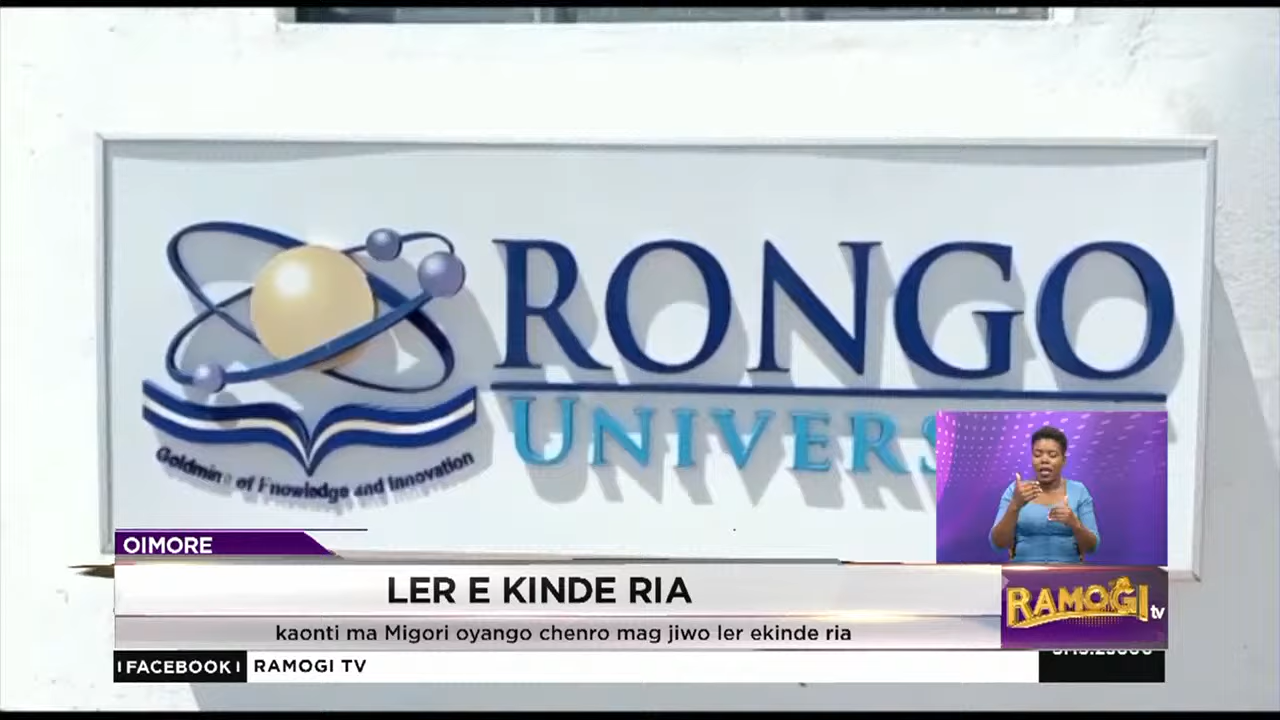 RONGO
UNIVERS
Goldmine of Knowledge and Innovation
OIMORE
LER E KINDE RIA
kaonti ma Migori oyango chenro mag jiwo ler ekinde ria
RAMOGI tv
FACEBOOK RAMOGI TV